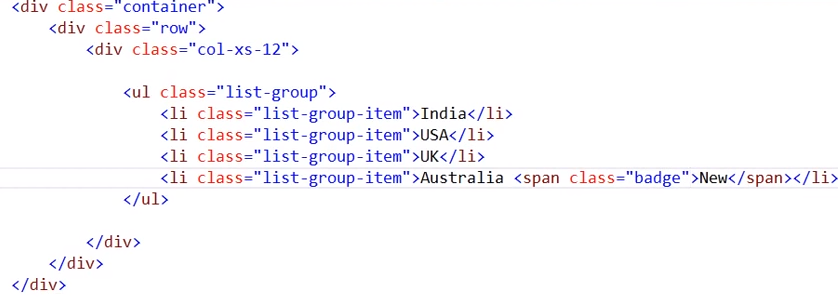 <div class="container">
<div class="row">
<div class="col-xs-12">
<ul class="list-group">
<li class="list-group-item">India</li>
<li class="list-group-item">USA</li>
<li class="list-group-item">UK</li>
<li class="list-group-item">Australia <span class="badge">New</span></li>
</ul>
</div>
</div>
</div>